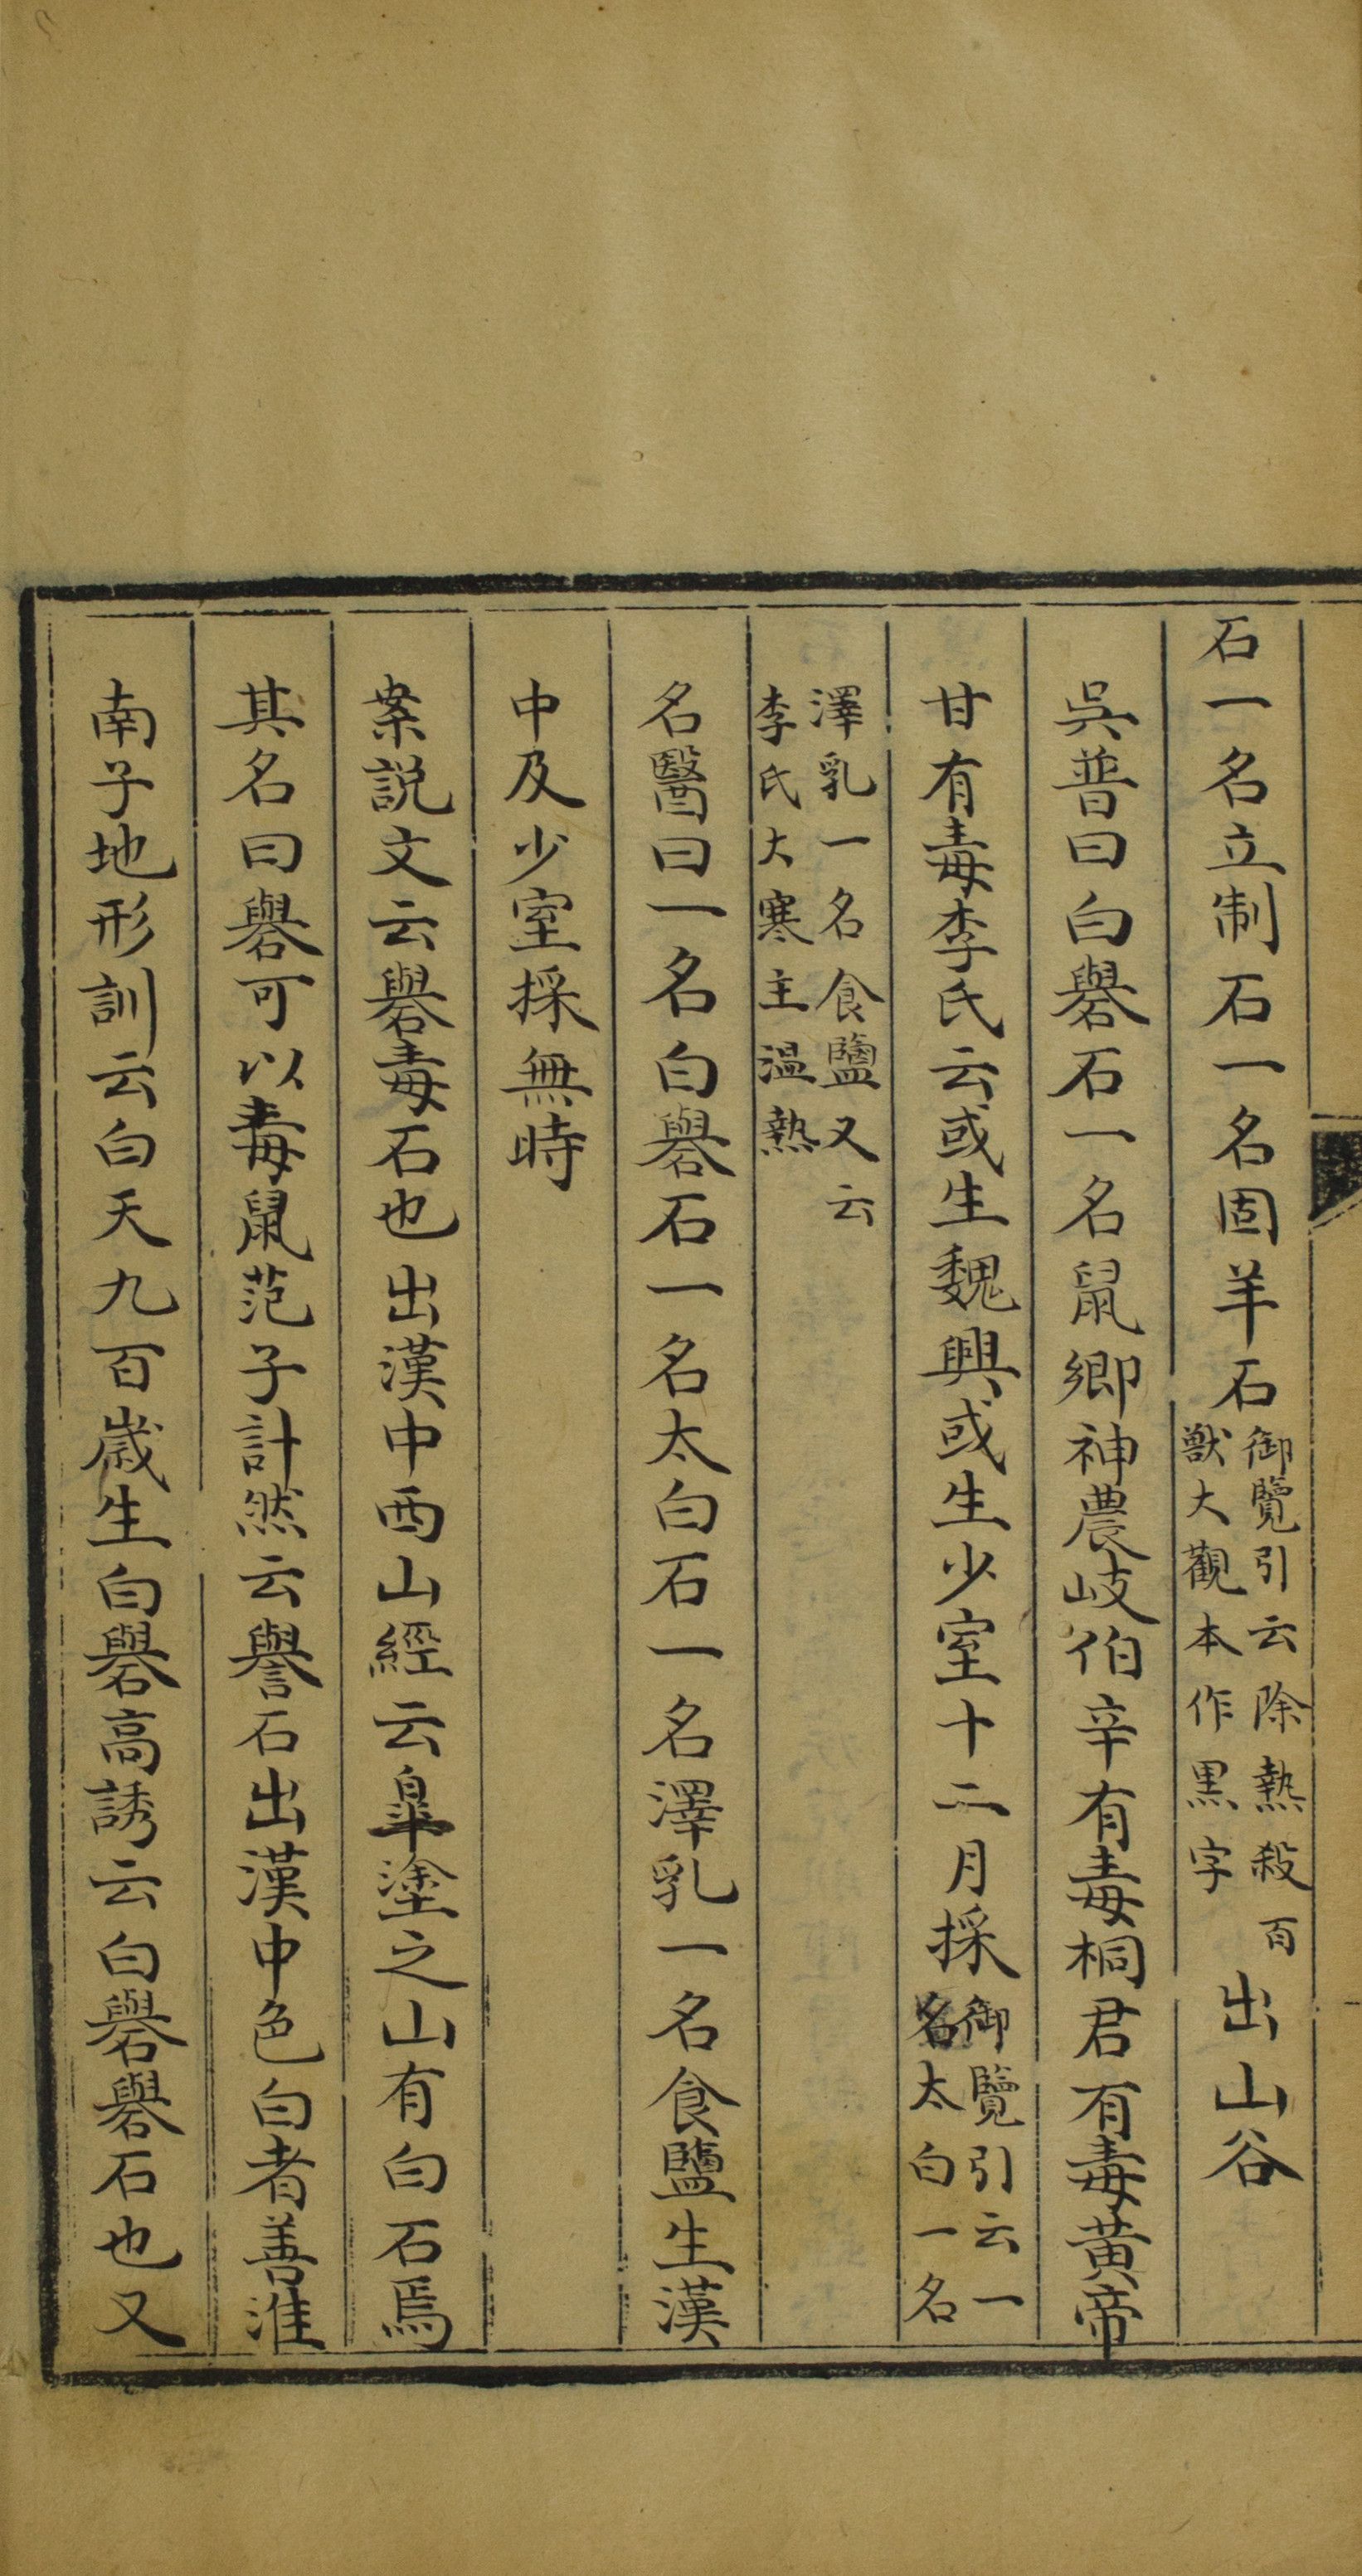 石一名立制石一名固羊石御覽引云除熱殺百獸大觀本作黑字出山谷
吳普曰白礜石一名鼠鄉神農岐伯辛有毒桐君有毒黃帝
甘有毒李氏云或生魏興或生少室十二月採御覽引云一名太白一名
澤乳一名食鹽又云李氏大寒主温熱
名醫曰一名白礜石一名太白石一名澤乳一名食鹽生漢
中及少室採無時
案說文云礜毒石也出漢中西山經云皐塗之山有白石焉
其名曰礜可以毒鼠范子計然云譽石出漢中色白者善淮
南子地形訓云白天九百歲生白礜高誘云白礜礜石也又